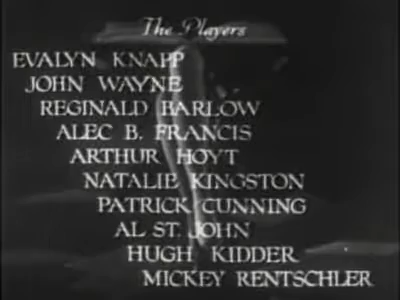 The Players
EVALYN KNAPP
JOHN WAYNE
REGINALD BARLOW
ALEC B. FRANCIS
ARTHUR HOYT
NATALIE KINGSTON
PATRICK CUNNING
AL ST. JOHN
HUGH KIDDER
MICKEY RENTSCHLER